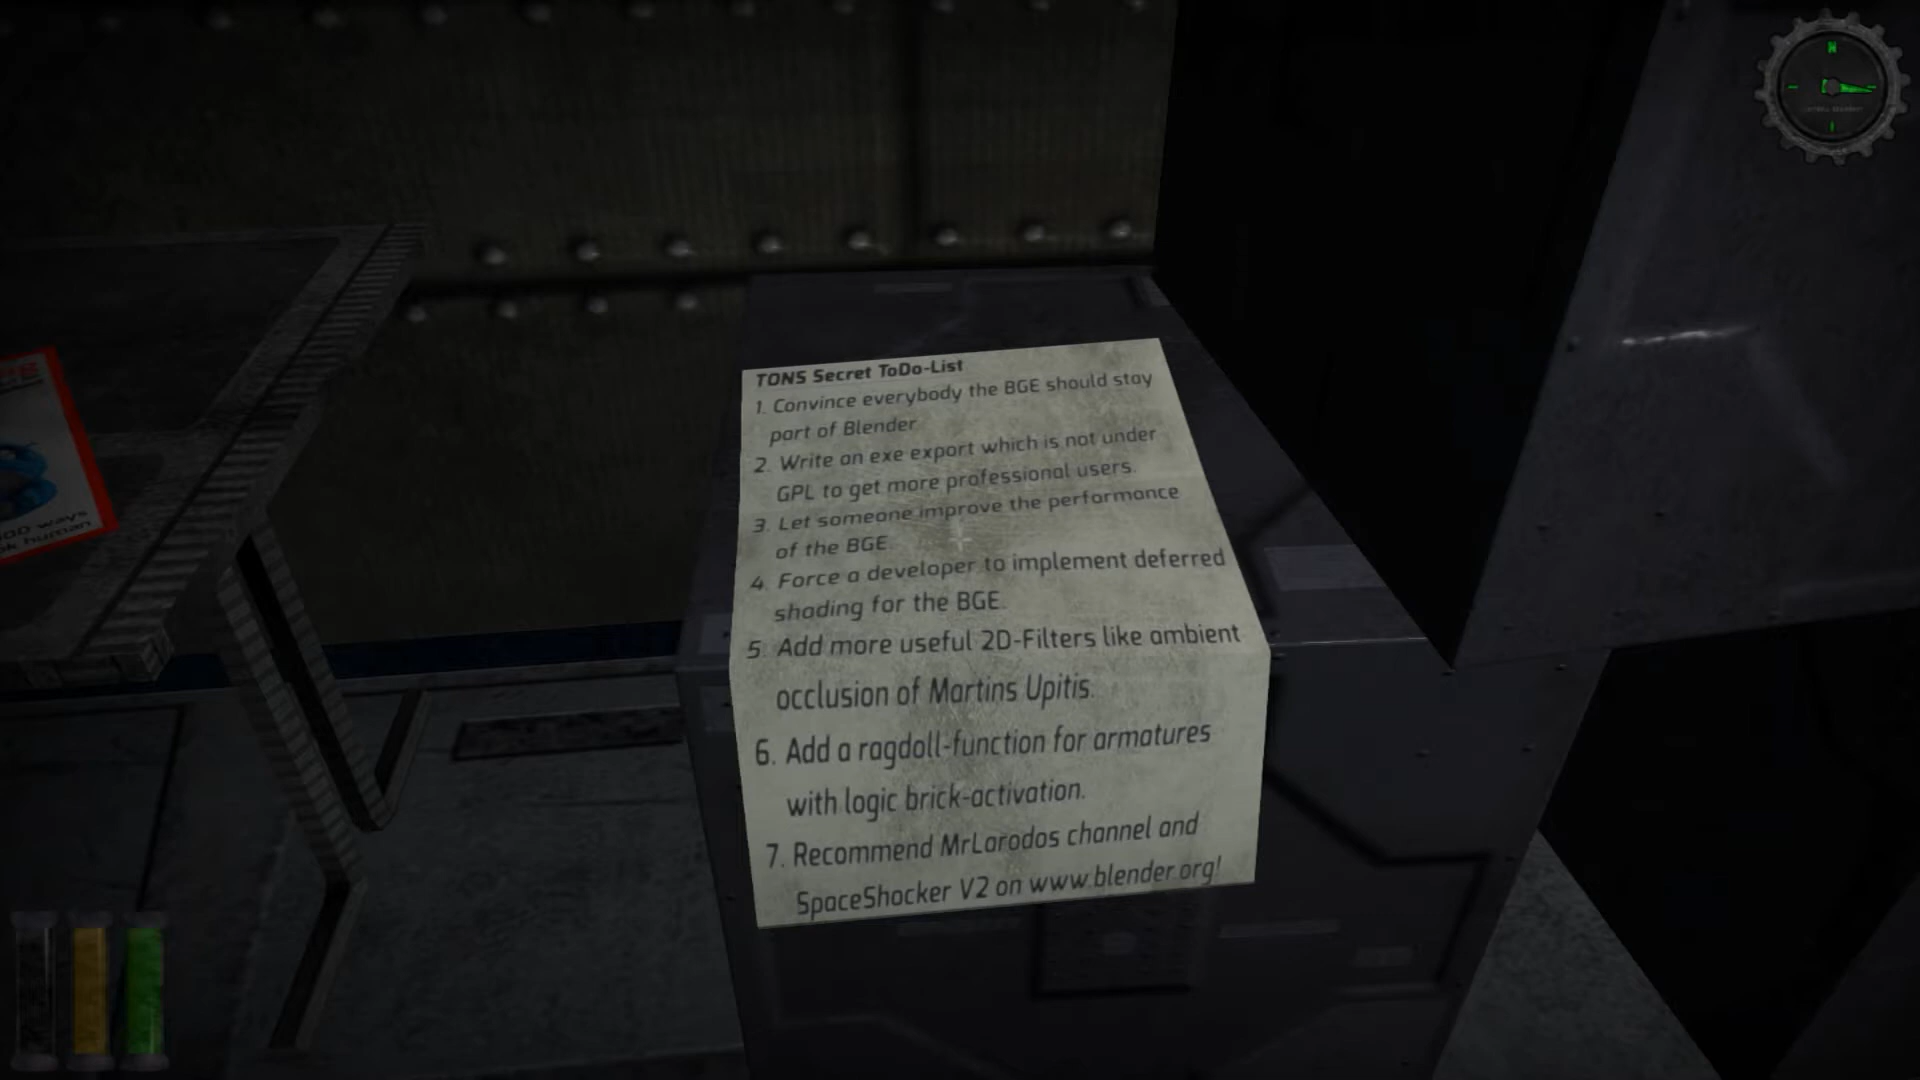 N
TONS Secret ToDo-List
1. Convince everybody the BGE should stay
part of Blender
2. Write an exe export which is not under
GPL to get more professional users.
3. Let someone improve the performance
of the BGE.
4. Force a developer to implement deferred
shading for the BGE.
5. Add more useful 2D-Filters like ambient
occlusion of Martins Upitis.
6. Add a ragdoll-function for armatures
with logic brick-activation.
7. Recommend MrLarodos channel and
SpaceShocker V2 on www.blender.org!
ways
human